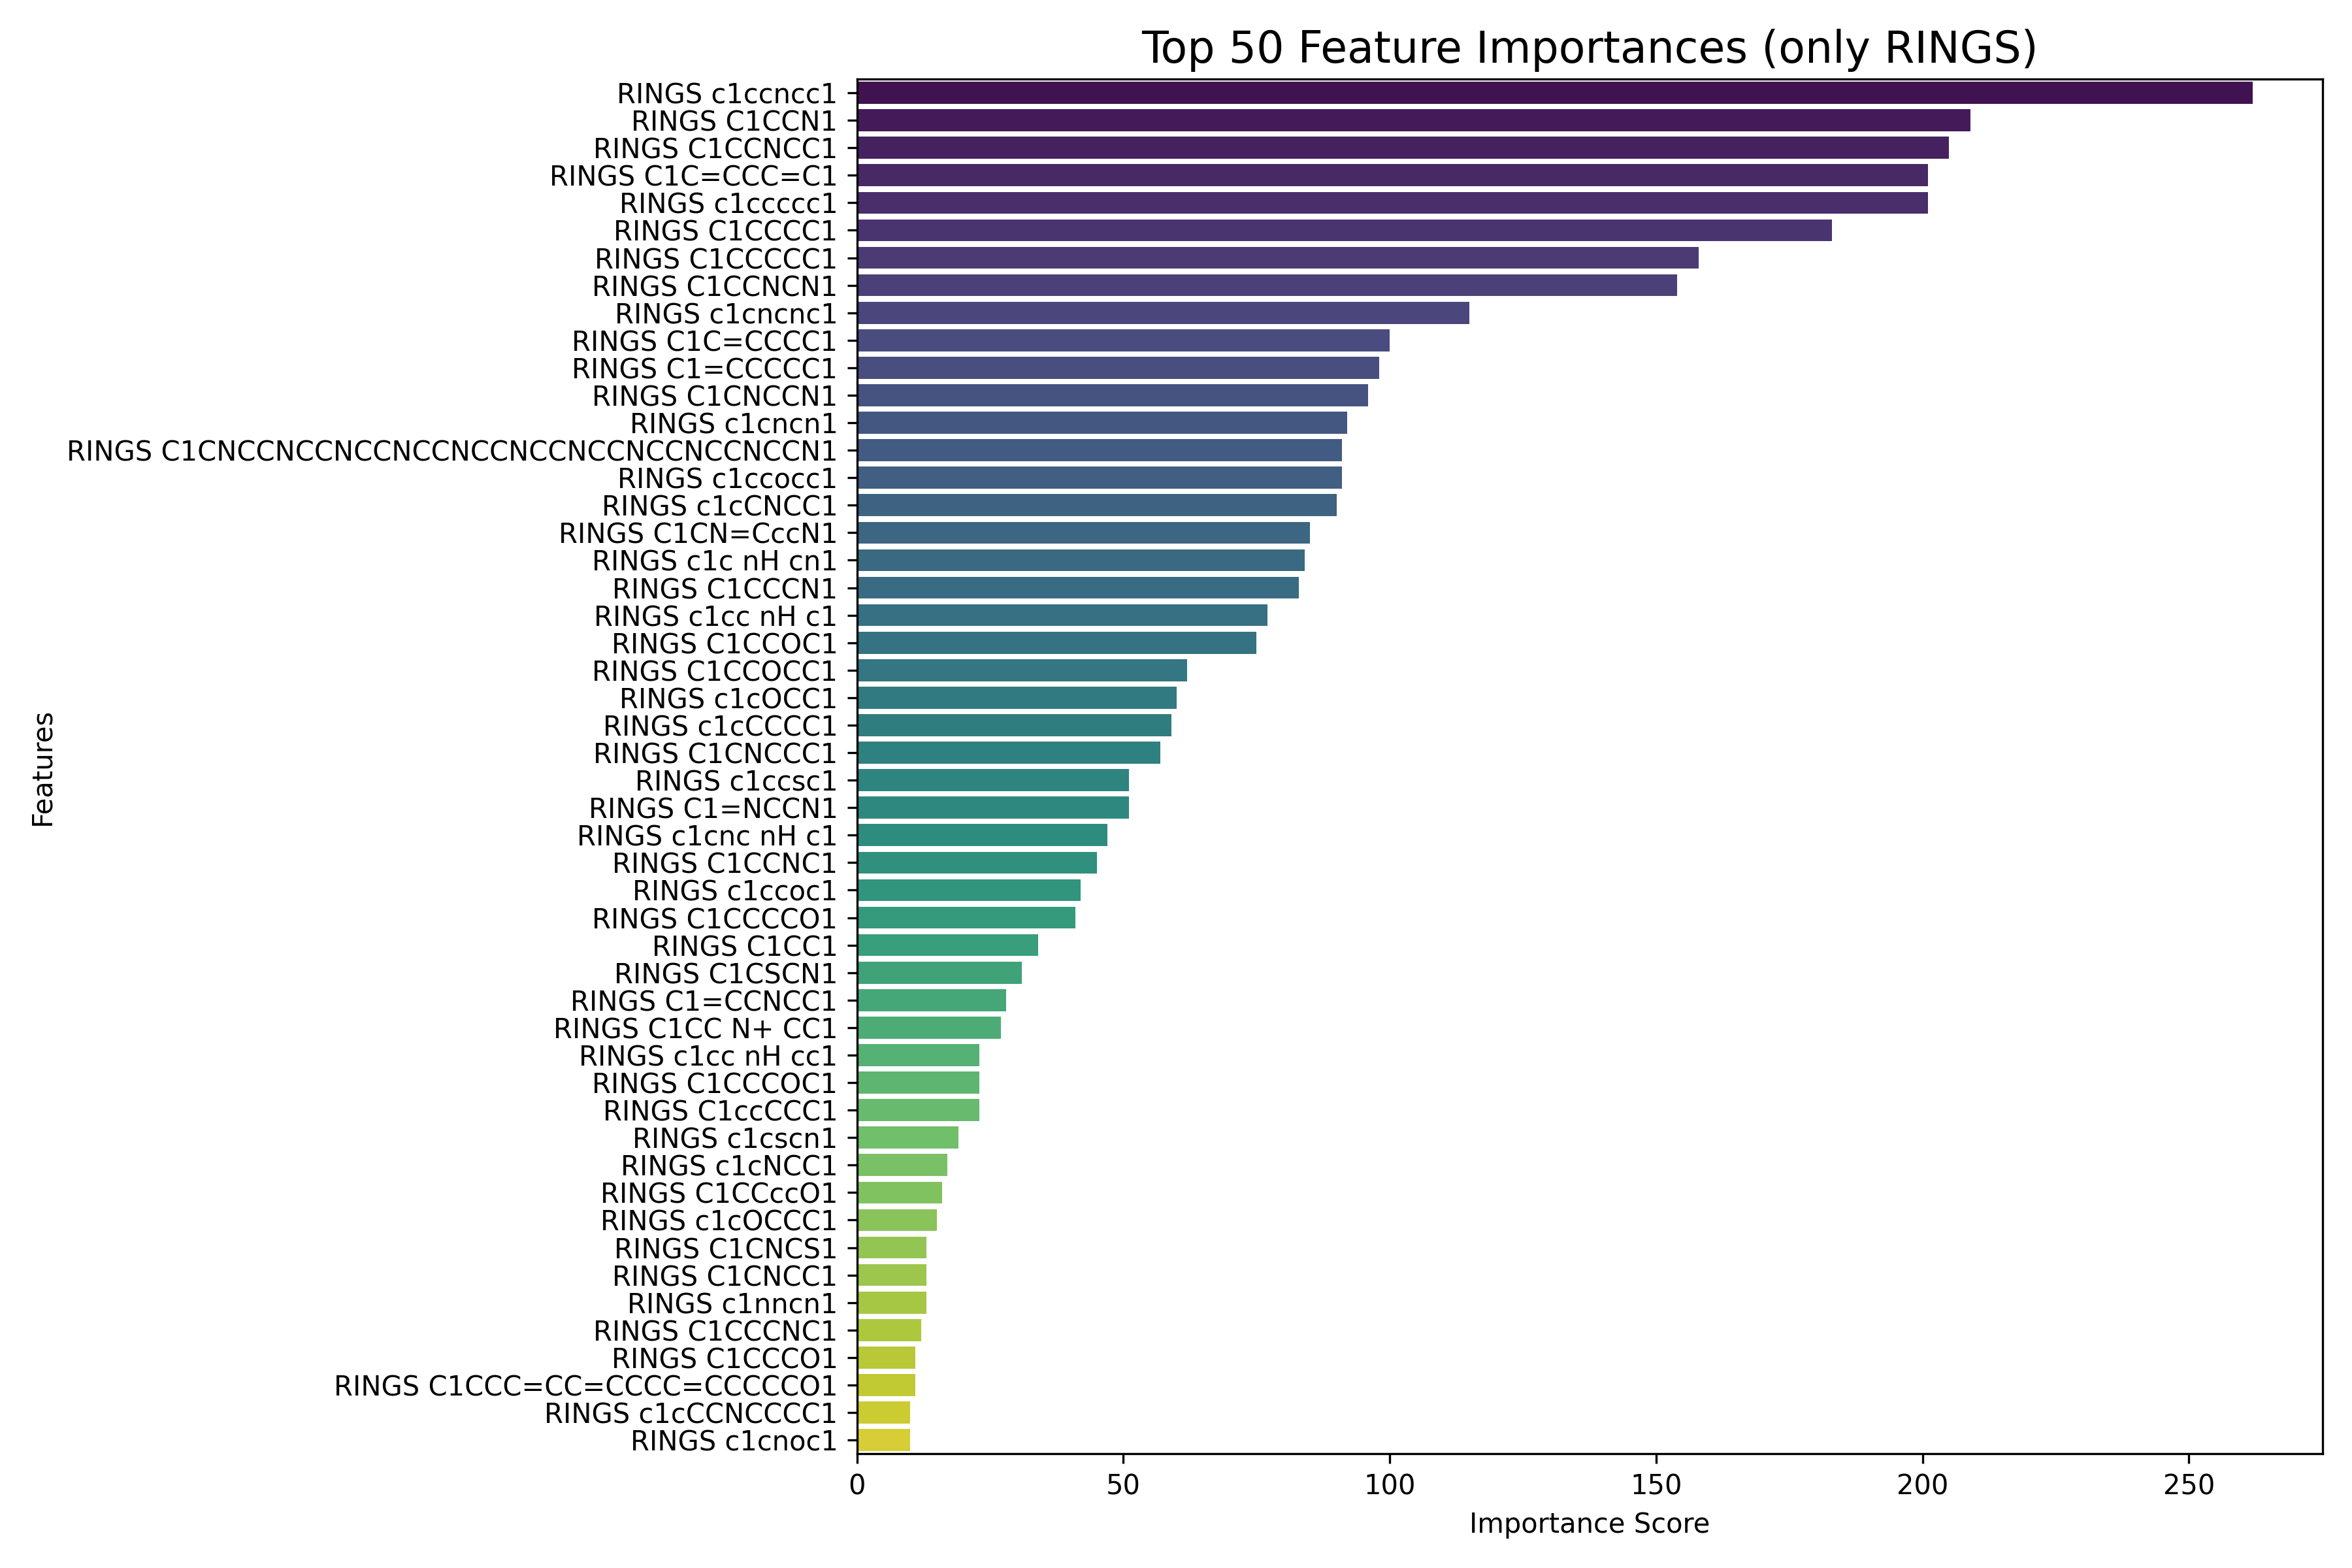 Top 50 Feature Importances (only RINGS)
RINGS c1ccncc1
RINGS C1CCN1
RINGS C1CCNCC1
RINGS C1C=CCC=C1
RINGS c1ccccc1
RINGS C1CCCC1
RINGS C1CCCCC1
RINGS C1CCNCN1
RINGS c1cncnc1
RINGS C1C=CCCC1
RINGS C1=CCCCC1
RINGS C1CNCCN1
RINGS c1cncn1
RINGS C1CNCCNCCNCCNCCNCCNCCNCCNCCNCCNCCN1
RINGS c1ccocc1
RINGS c1cCNCC1
RINGS C1CN=CccN1
RINGS c1c nH cn1
RINGS C1CCCN1
RINGS c1cc nH c1
RINGS C1CCOC1
RINGS C1CCOCC1
RINGS c1cOCC1
RINGS c1cCCCC1
RINGS C1CNCCC1
RINGS c1ccsc1
RINGS C1=NCCN1
RINGS c1cnc nH c1
RINGS C1CCNC1
RINGS c1ccoc1
RINGS C1CCCCO1
RINGS C1CC1
RINGS C1CSCN1
RINGS C1=CCNCC1
RINGS C1CC N+ CC1
RINGS c1cc nH cc1
RINGS C1CCCOC1
RINGS C1ccCCC1
RINGS c1cscn1
RINGS c1cNCC1
RINGS C1CCccO1
RINGS c1cOCCC1
RINGS C1CNCS1
RINGS C1CNCC1
RINGS c1nncn1
RINGS C1CCCNC1
RINGS C1CCCO1
RINGS C1CCC=CC=CCCC=CCCCCO1
RINGS c1cCCNCCCC1
RINGS c1cnoc1
Features
0 50 100 150 200 250
Importance Score